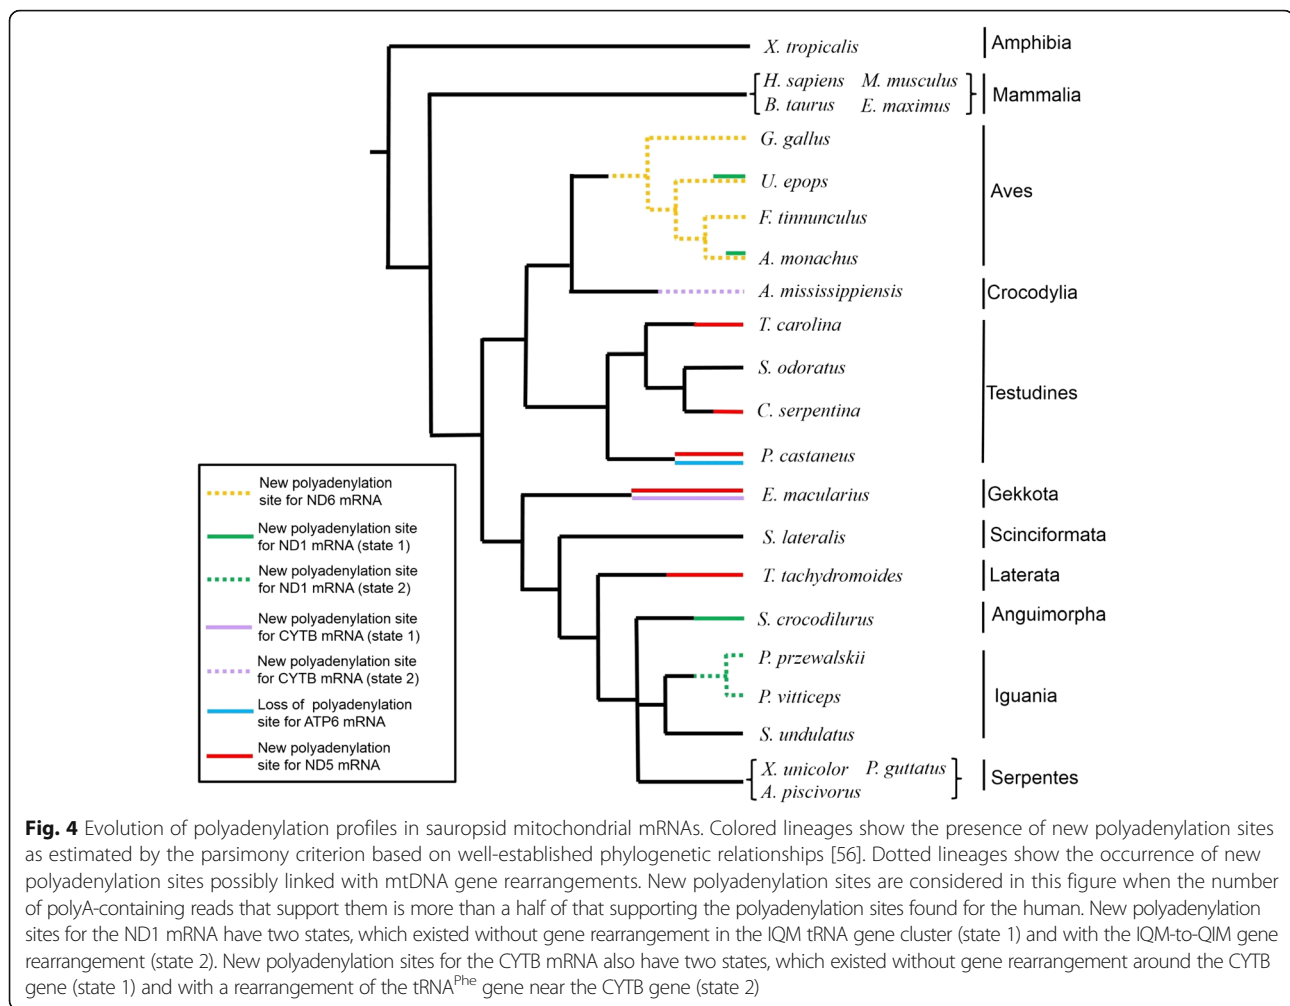 X. tropicalis
Amphibia
H. sapiens M. musculus
B. taurus E. maximus
Mammalia
G. gallus
U. epops
F. tinnunculus
A. monachus
Aves
A. mississippiensis
Crocodylia
T. carolina
S. odoratus
C. serpentina
P. castaneus
Testudines
E. macularius
Gekkota
S. lateralis
Scinciformata
T. tachydromoides
Laterata
S. crocodilurus
Anguimorpha
P. przewalskii
P. vitticeps
S. undulatus
Iguania
X. unicolor P. guttatus
A. piscivorus
Serpentes
New polyadenylation
site for ND6 mRNA
New polyadenylation site
for ND1 mRNA (state 1)
New polyadenylation site
for ND1 mRNA (state 2)
New polyadenylation site
for CYTB mRNA (state 1)
New polyadenylation site
for CYTB mRNA (state 2)
Loss of polyadenylation
site for ATP6 mRNA
New polyadenylation
site for ND5 mRNA
Fig. 4 Evolution of polyadenylation profiles in sauropsid mitochondrial mRNAs. Colored lineages show the presence of new polyadenylation sites
as estimated by the parsimony criterion based on well-established phylogenetic relationships [56]. Dotted lineages show the occurrence of new
polyadenylation sites possibly linked with mtDNA gene rearrangements. New polyadenylation sites are considered in this figure when the number
of polyA-containing reads that support them is more than a half of that supporting the polyadenylation sites found for the human. New polyadenylation
sites for the ND1 mRNA have two states, which existed without gene rearrangement in the IQM tRNA gene cluster (state 1) and with the IQM-to-QIM gene
rearrangement (state 2). New polyadenylation sites for the CYTB mRNA also have two states, which existed without gene rearrangement around the CYTB
gene (state 1) and with a rearrangement of the tRNAPhe gene near the CYTB gene (state 2)